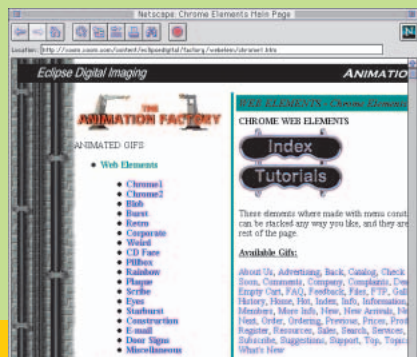 Netscape: Chrome Elements Main Page
Location: http://xoom.xoom.com/content/eclipsedigital/factory/webelem/chrome1.htm
Eclipse Digital Imaging
ANIMATIO
THE
ANIMATION FACTORY
ANIMATED GIFS
Web Elements
Chrome1
Chrome2
Blob
Burst
Retro
Corporate
Weird
CD Face
Pillbox
Rainbow
Plaque
Scribe
Eyes
Starburst
Construction
E-mail
Door Signs
Miscellaneous
WEB ELEMENTS - Chrome Elements
CHROME WEB ELEMENTS
Index
Tutorials
These elements where made with menu const
can be stacked any way you like, and they are
rest of the page.
Available Gifs:
About Us, Advertising, Back, Catalog, Check
Soon, Comments, Company, Complaints, Des
Empty Cart, FAQ, Feedback, Files, FTP, Gall
History, Home, Hot, Index, Info, Information,
Members, More Info, New, New Arrivals, Ne
Next, Order, Ordering, Previous, Prices, Prod
Register, Resources, Sales, Search, Services,
Subscribe, Suggestions, Support, Top, Topics
What's New